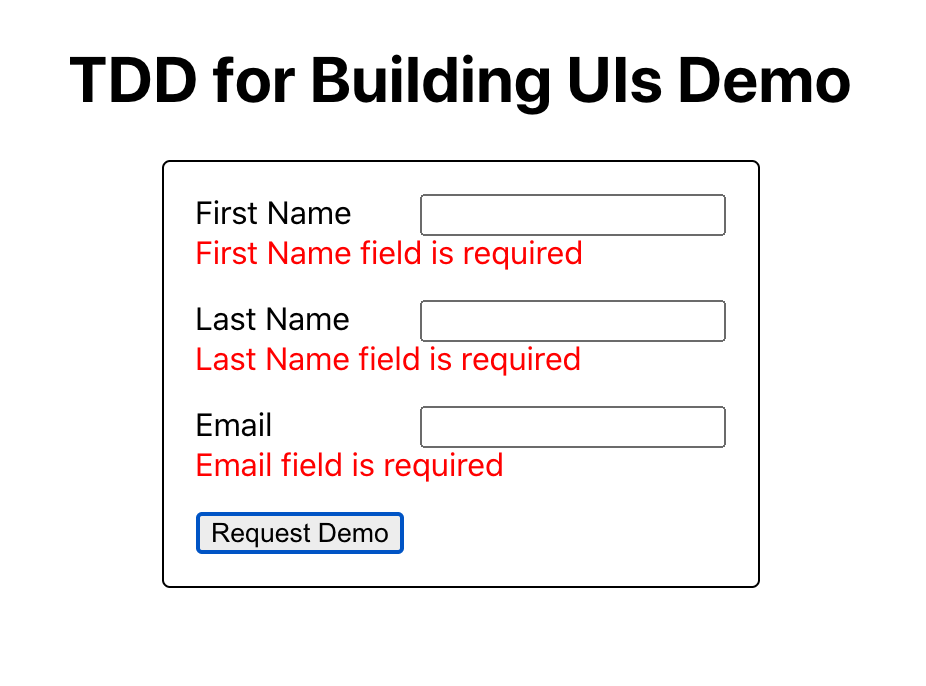 TDD for Building UIs Demo
First Name
First Name field is required
Last Name
Last Name field is required
Email
Email field is required
Request Demo